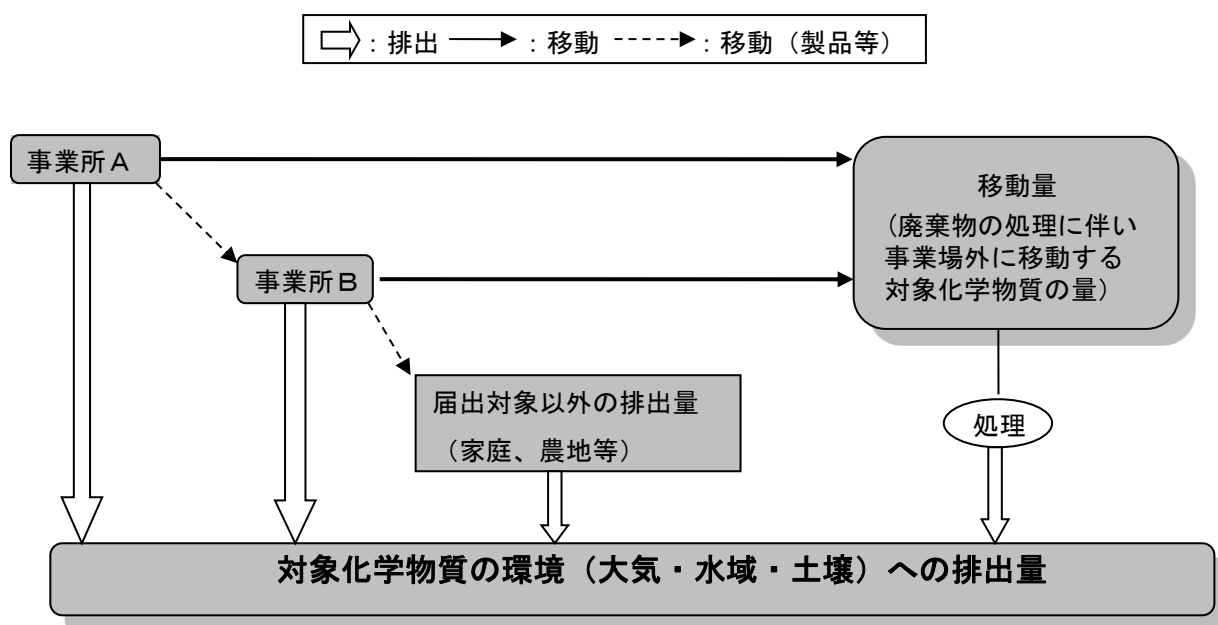 ：排出 ：移動 ：移動（製品等）
事業所Ａ
移動量
（廃棄物の処理に伴い
事業場外に移動する
対象化学物質の量）
事業所Ｂ
届出対象以外の排出量
（家庭、農地等）
処理
対象化学物質の環境（大気・水域・土壌）への排出量